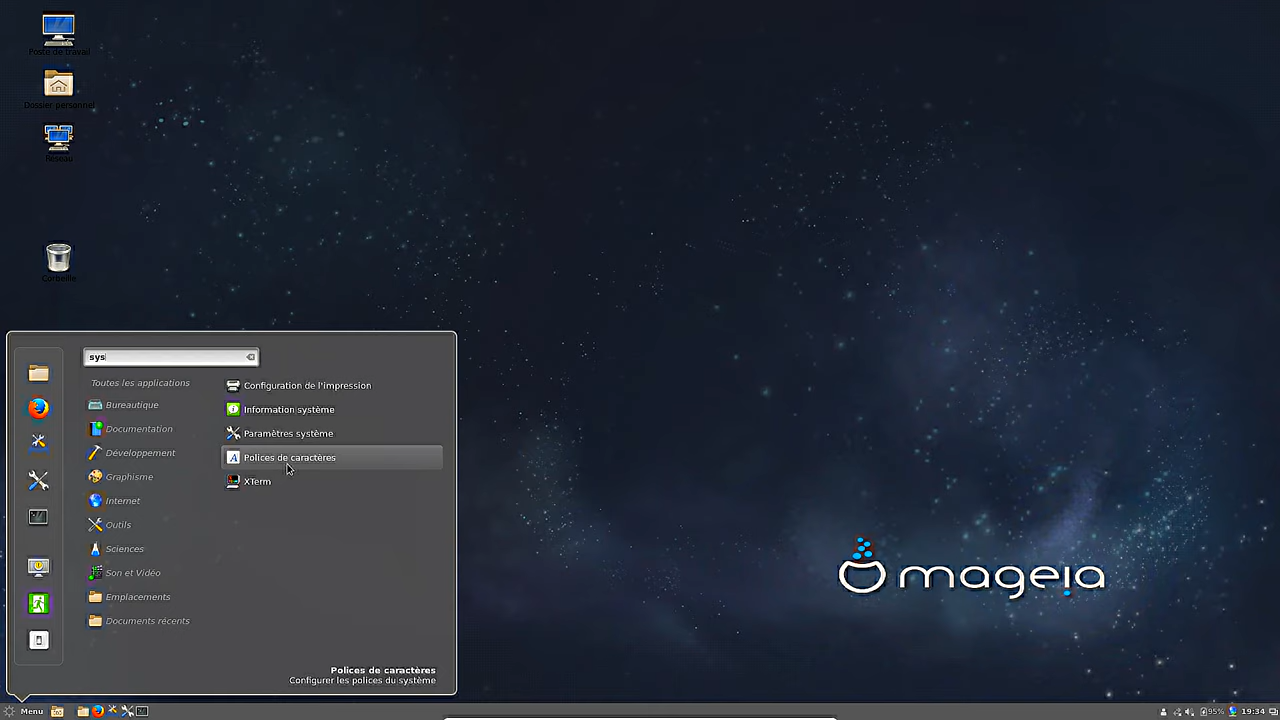 Poste de travail
Dossier personnel
Réseau
Corbeille
sys
Toutes les applications
Bureautique
Documentation
Développement
Graphisme
Internet
Outils
Sciences
Son et Vidéo
Emplacements
Documents récents
Configuration de l'impression
Information système
Paramètres système
Polices de caractères
XTerm
Polices de caractères
Configurer les polices du système
mageia
Menu
95%
19:34